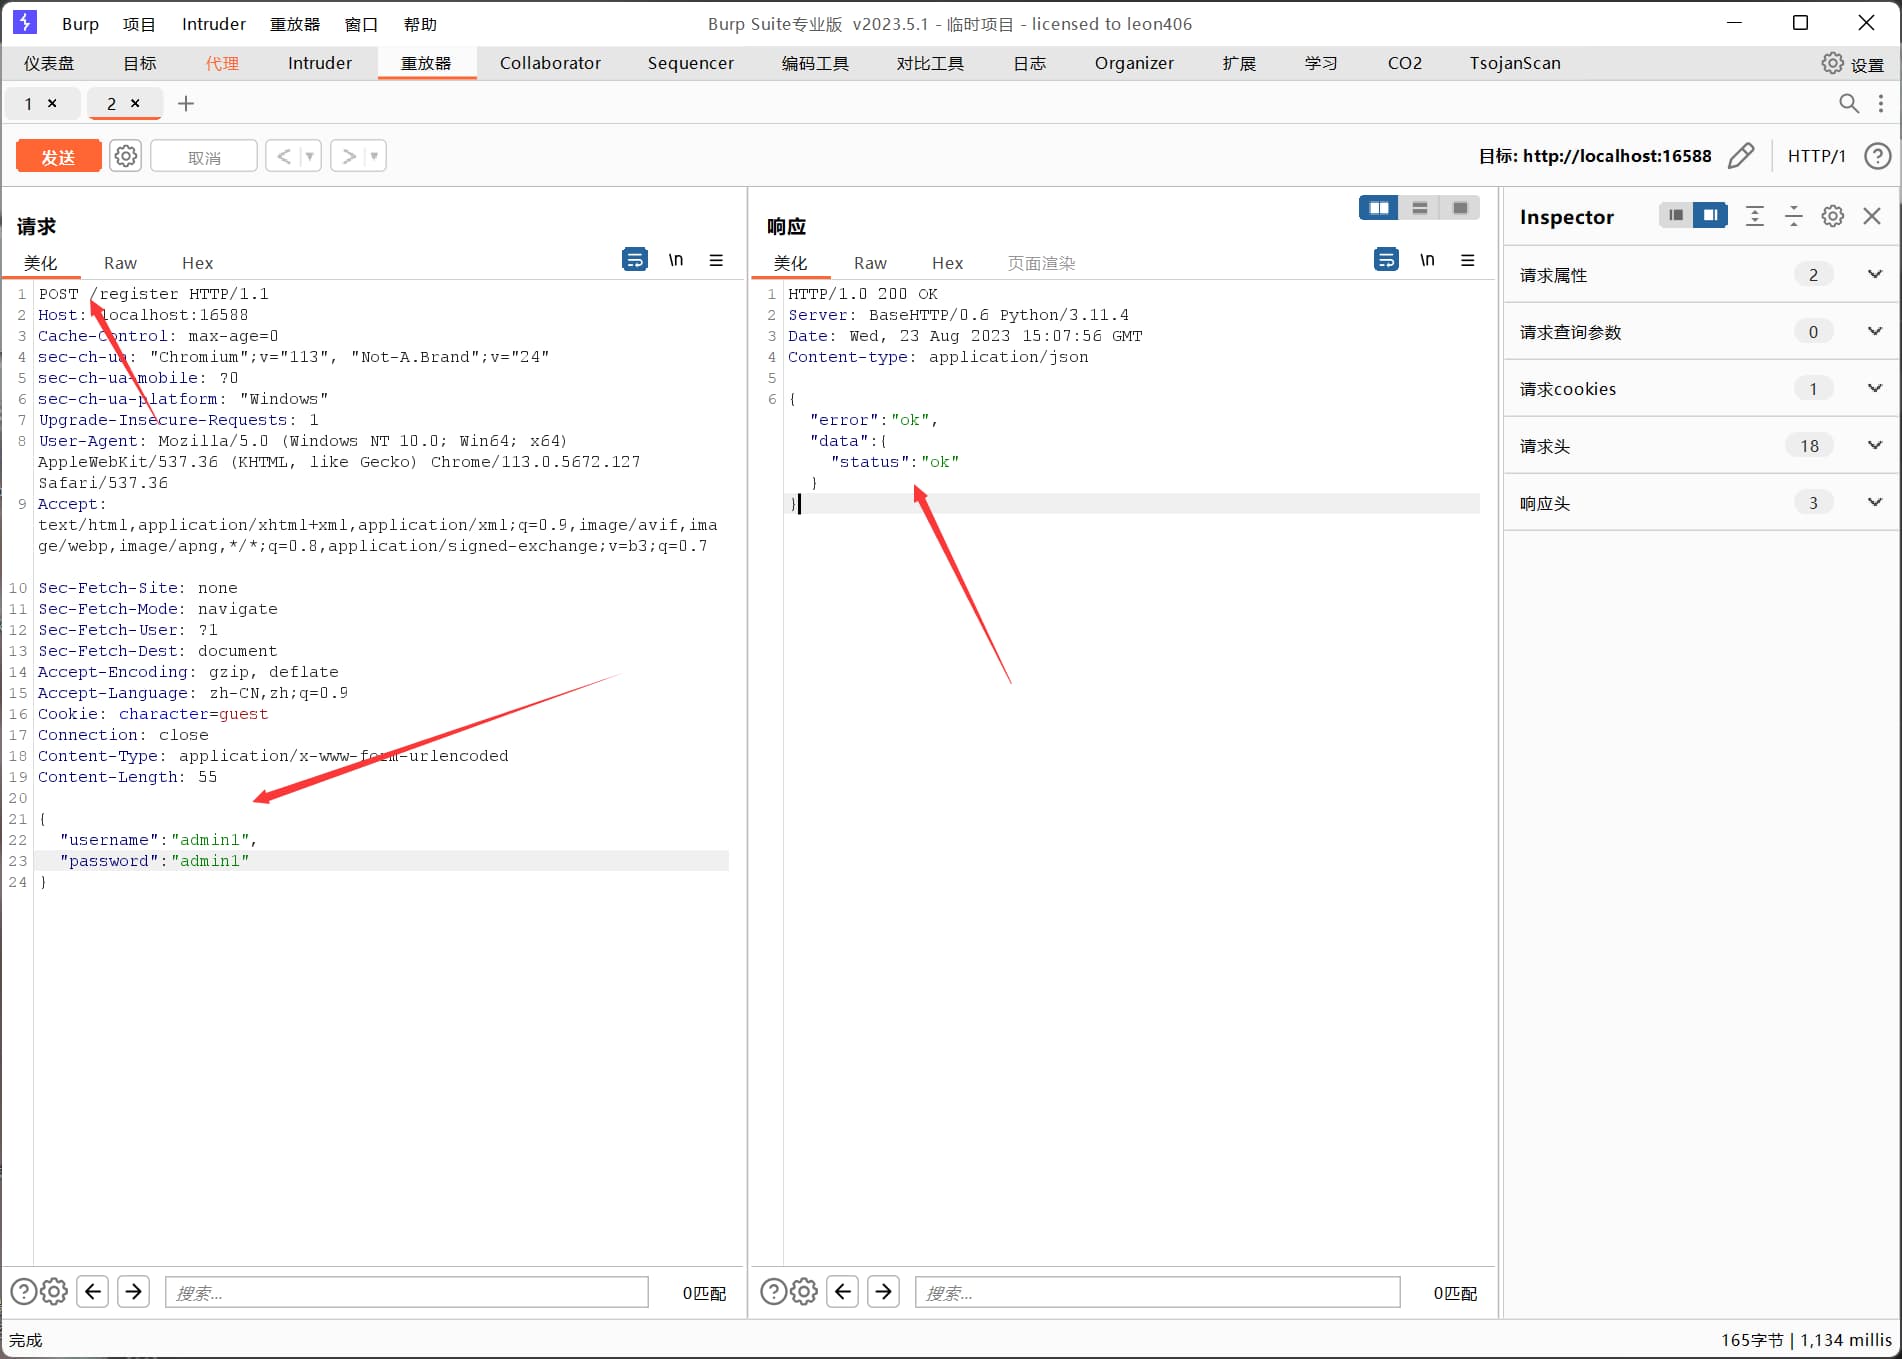 Burp 项目 Intruder 重放器 窗口 帮助 Burp Suite专业版 v2023.5.1 - 临时项目 - licensed to leon406
仪表盘 目标 代理 Intruder 重放器 Collaborator Sequencer 编码工具 对比工具 日志 Organizer 扩展 学习 CO2 TsojanScan 设置
1 × 2 × +
发送 取消 < > 目标: http://localhost:16588 HTTP/1
请求
美化 Raw Hex \n
1 POST /register HTTP/1.1
2 Host: localhost:16588
3 Cache-Control: max-age=0
4 sec-ch-ua: "Chromium";v="113", "Not-A.Brand";v="24"
5 sec-ch-ua-mobile: ?0
6 sec-ch-ua-platform: "Windows"
7 Upgrade-Insecure-Requests: 1
8 User-Agent: Mozilla/5.0 (Windows NT 10.0; Win64; x64)
AppleWebKit/537.36 (KHTML, like Gecko) Chrome/113.0.5672.127
Safari/537.36
9 Accept:
text/html,application/xhtml+xml,application/xml;q=0.9,image/avif,ima
ge/webp,image/apng,*/*;q=0.8,application/signed-exchange;v=b3;q=0.7
10 Sec-Fetch-Site: none
11 Sec-Fetch-Mode: navigate
12 Sec-Fetch-User: ?1
13 Sec-Fetch-Dest: document
14 Accept-Encoding: gzip, deflate
15 Accept-Language: zh-CN,zh;q=0.9
16 Cookie: character=guest
17 Connection: close
18 Content-Type: application/x-www-form-urlencoded
19 Content-Length: 55
20
21 {
22 "username":"admin1",
23 "password":"admin1"
24 }
搜索... 0匹配
响应
美化 Raw Hex 页面渲染 \n
1 HTTP/1.0 200 OK
2 Server: BaseHTTP/0.6 Python/3.11.4
3 Date: Wed, 23 Aug 2023 15:07:56 GMT
4 Content-type: application/json
5
6 {
"error":"ok",
"data":{
"status":"ok"
}
}
搜索... 0匹配
Inspector
请求属性 2
请求查询参数 0
请求cookies 1
请求头 18
响应头 3
完成 165字节 | 1,134 millis